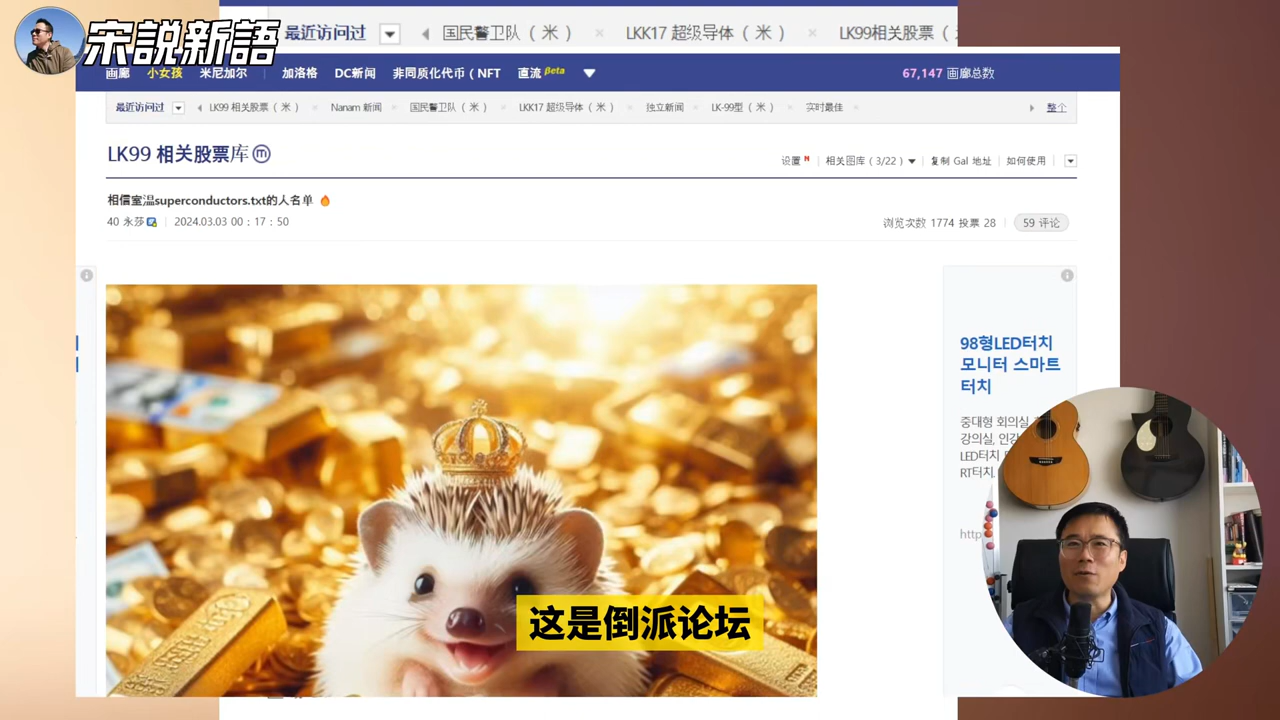 宋説新語
最近访问过 国民警卫队（米） × LKK17 超级导体（米） × LK99相关股票（
画廊 小女孩 米尼加尔 加洛格 DC新闻 非同质化代币（NFT 直流 beta 67,147 画廊总数
最近访问过 LK99 相关股票（米） × Nanam 新闻 × 国民警卫队（米） × LKK17 超级导体（米） × 独立新闻 × LK-99型（米） × 实时最佳 × 整个
LK99 相关股票库 m
设置 N 相关图库（3/22） 复制 Gal 地址 如何使用
相信室温superconductors.txt的人名单
40 永莎 2024.03.03 00：17：50 浏览次数 1774 投票 28 59 评论
98형LED터치
모니터 스마트
터치
중대형 회의실,
강의실, 인강
LED터치
RT터치
http
这是倒派论坛